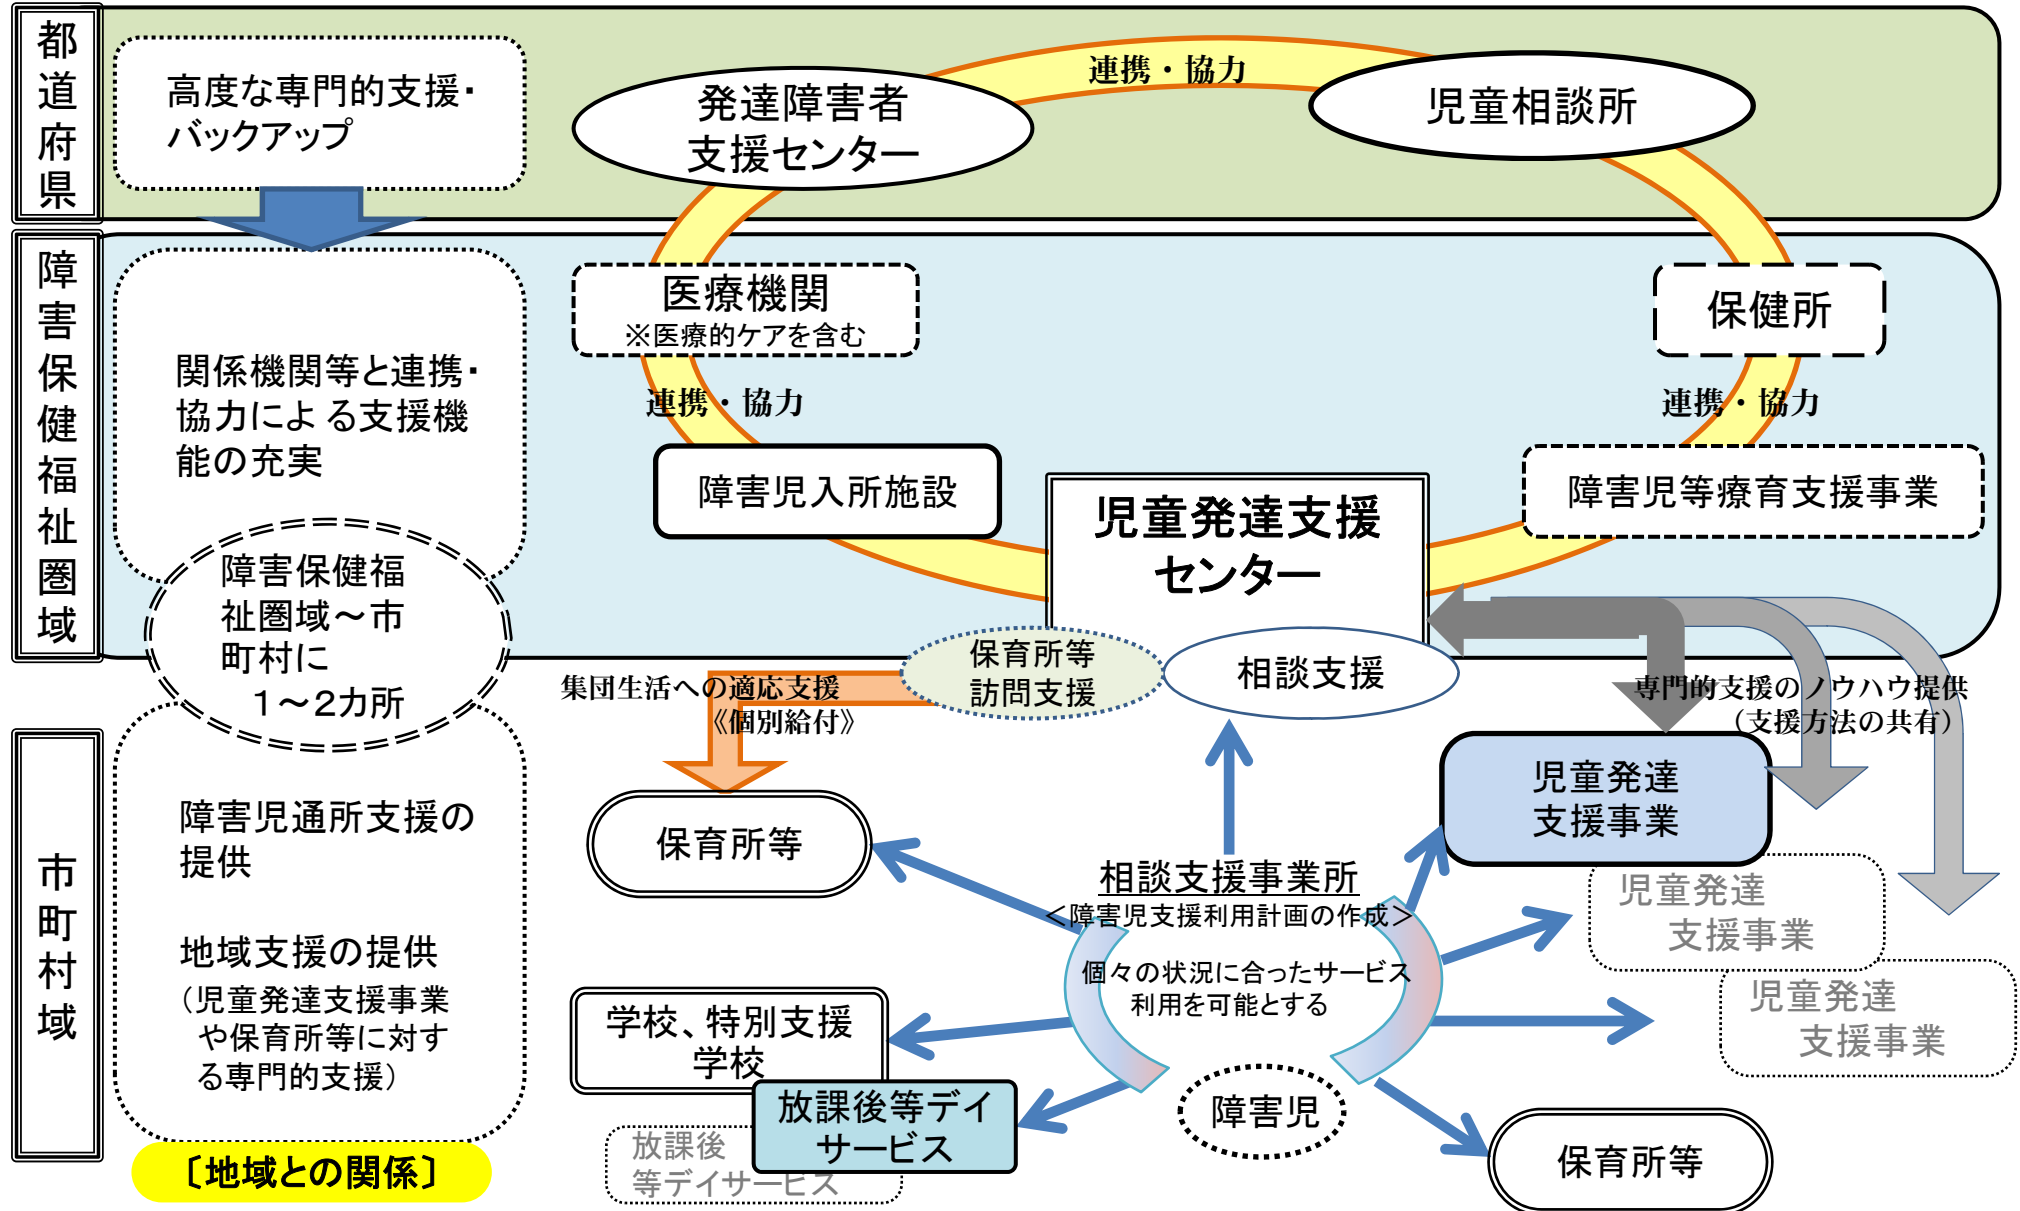 都道府県
高度な専門的支援・
バックアップ
発達障害者
支援センター
連携・協力
児童相談所
障害保健福祉圏域
関係機関等と連携・
協力による支援機
能の充実
医療機関
※医療的ケアを含む
保健所
連携・協力
連携・協力
障害児入所施設
児童発達支援
センター
障害児等療育支援事業
障害保健福
祉圏域～市
町村に
１～２カ所
保育所等
訪問支援
相談支援
集団生活への適応支援
《個別給付》
専門的支援のノウハウ提供
（支援方法の共有）
市町村域
障害児通所支援の
提供
地域支援の提供
（児童発達支援事業
や保育所等に対す
る専門的支援）
保育所等
児童発達
支援事業
相談支援事業所
＜障害児支援利用計画の作成＞
個々の状況に合ったサービス
利用を可能とする
児童発達
支援事業
児童発達
支援事業
学校、特別支援
学校
放課後等デイ
サービス
放課後
等デイサービス
障害児
保育所等
〔地域との関係〕